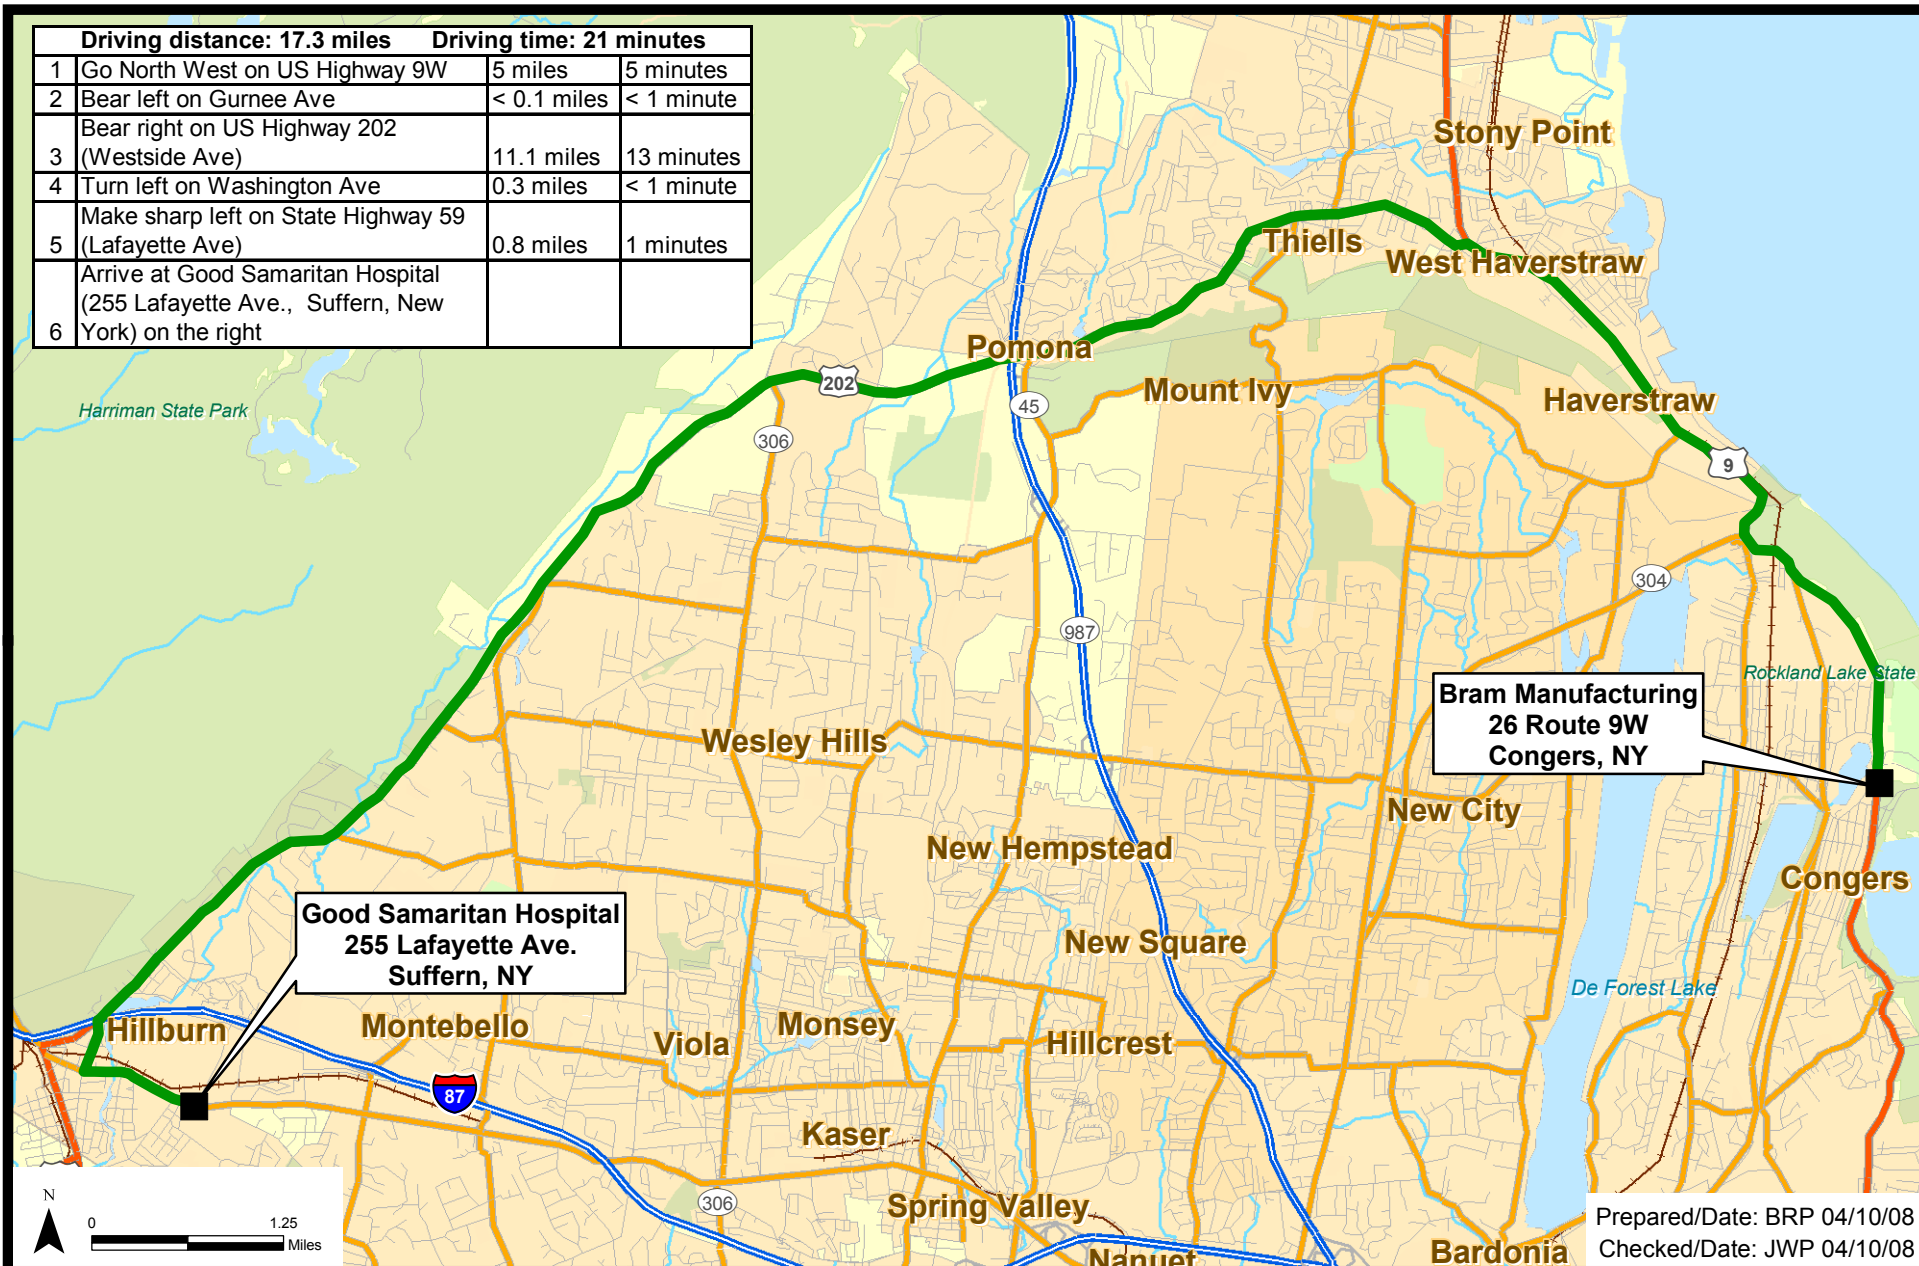 Driving distance: 17.3 miles Driving time: 21 minutes
1 Go North West on US Highway 9W 5 miles 5 minutes
2 Bear left on Gurnee Ave < 0.1 miles < 1 minute
Bear right on US Highway 202
3 (Westside Ave) 11.1 miles 13 minutes
4 Turn left on Washington Ave 0.3 miles < 1 minute
Make sharp left on State Highway 59
5 (Lafayette Ave) 0.8 miles 1 minutes
Arrive at Good Samaritan Hospital
(255 Lafayette Ave., Suffern, New
6 York) on the right
Stony Point
Thiells
West Haverstraw
Pomona
202
Mount Ivy
Haverstraw
Harriman State Park
45
306
9
304
987
Rockland Lake State
Bram Manufacturing
26 Route 9W
Congers, NY
Wesley Hills
New City
New Hempstead
Congers
Good Samaritan Hospital
255 Lafayette Ave.
Suffern, NY
New Square
De Forest Lake
Hillburn
Montebello
Viola
Monsey
Hillcrest
87
Kaser
306
Spring Valley
Nanuet
Bardonia
N
0 1.25
Miles
Prepared/Date: BRP 04/10/08
Checked/Date: JWP 04/10/08